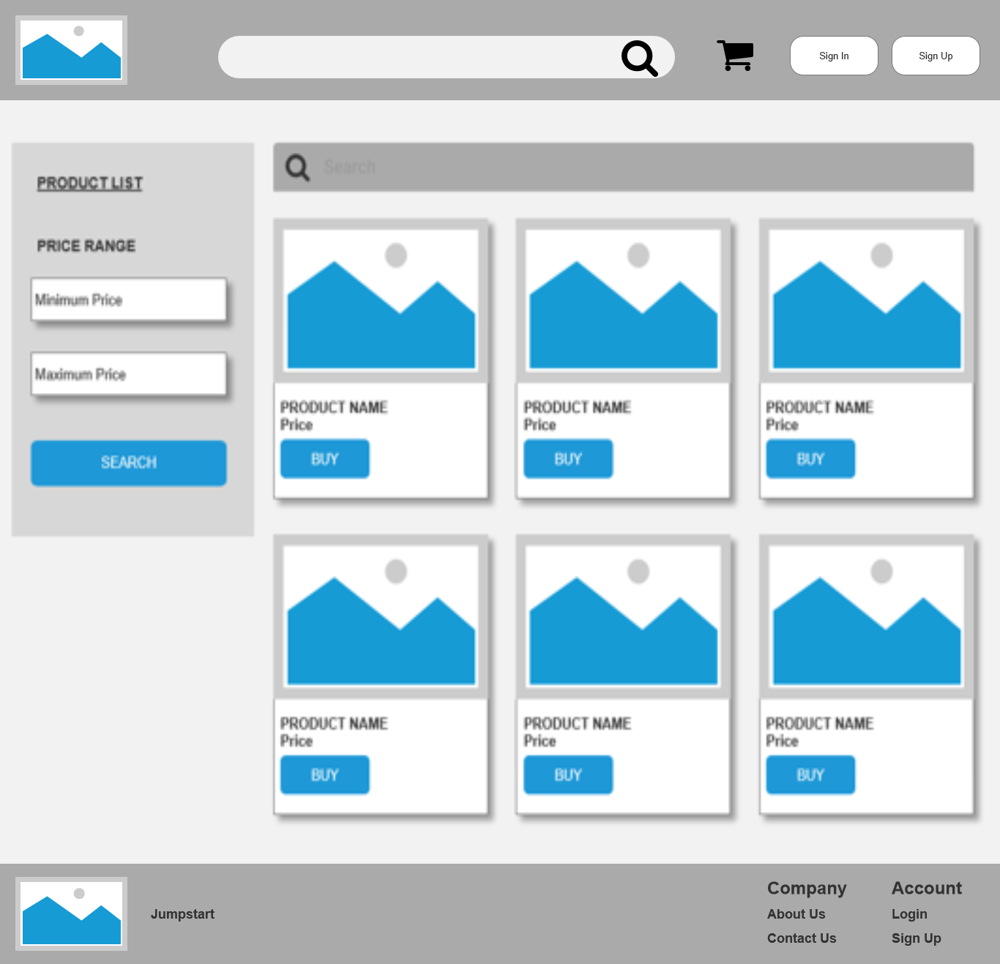 Sign In
Sign Up
PRODUCT LIST
Search
PRICE RANGE
Minimum Price
Maximum Price
SEARCH
PRODUCT NAME
Price
BUY
PRODUCT NAME
Price
BUY
PRODUCT NAME
Price
BUY
PRODUCT NAME
Price
BUY
PRODUCT NAME
Price
BUY
PRODUCT NAME
Price
BUY
Jumpstart
Company
About Us
Contact Us
Account
Login
Sign Up